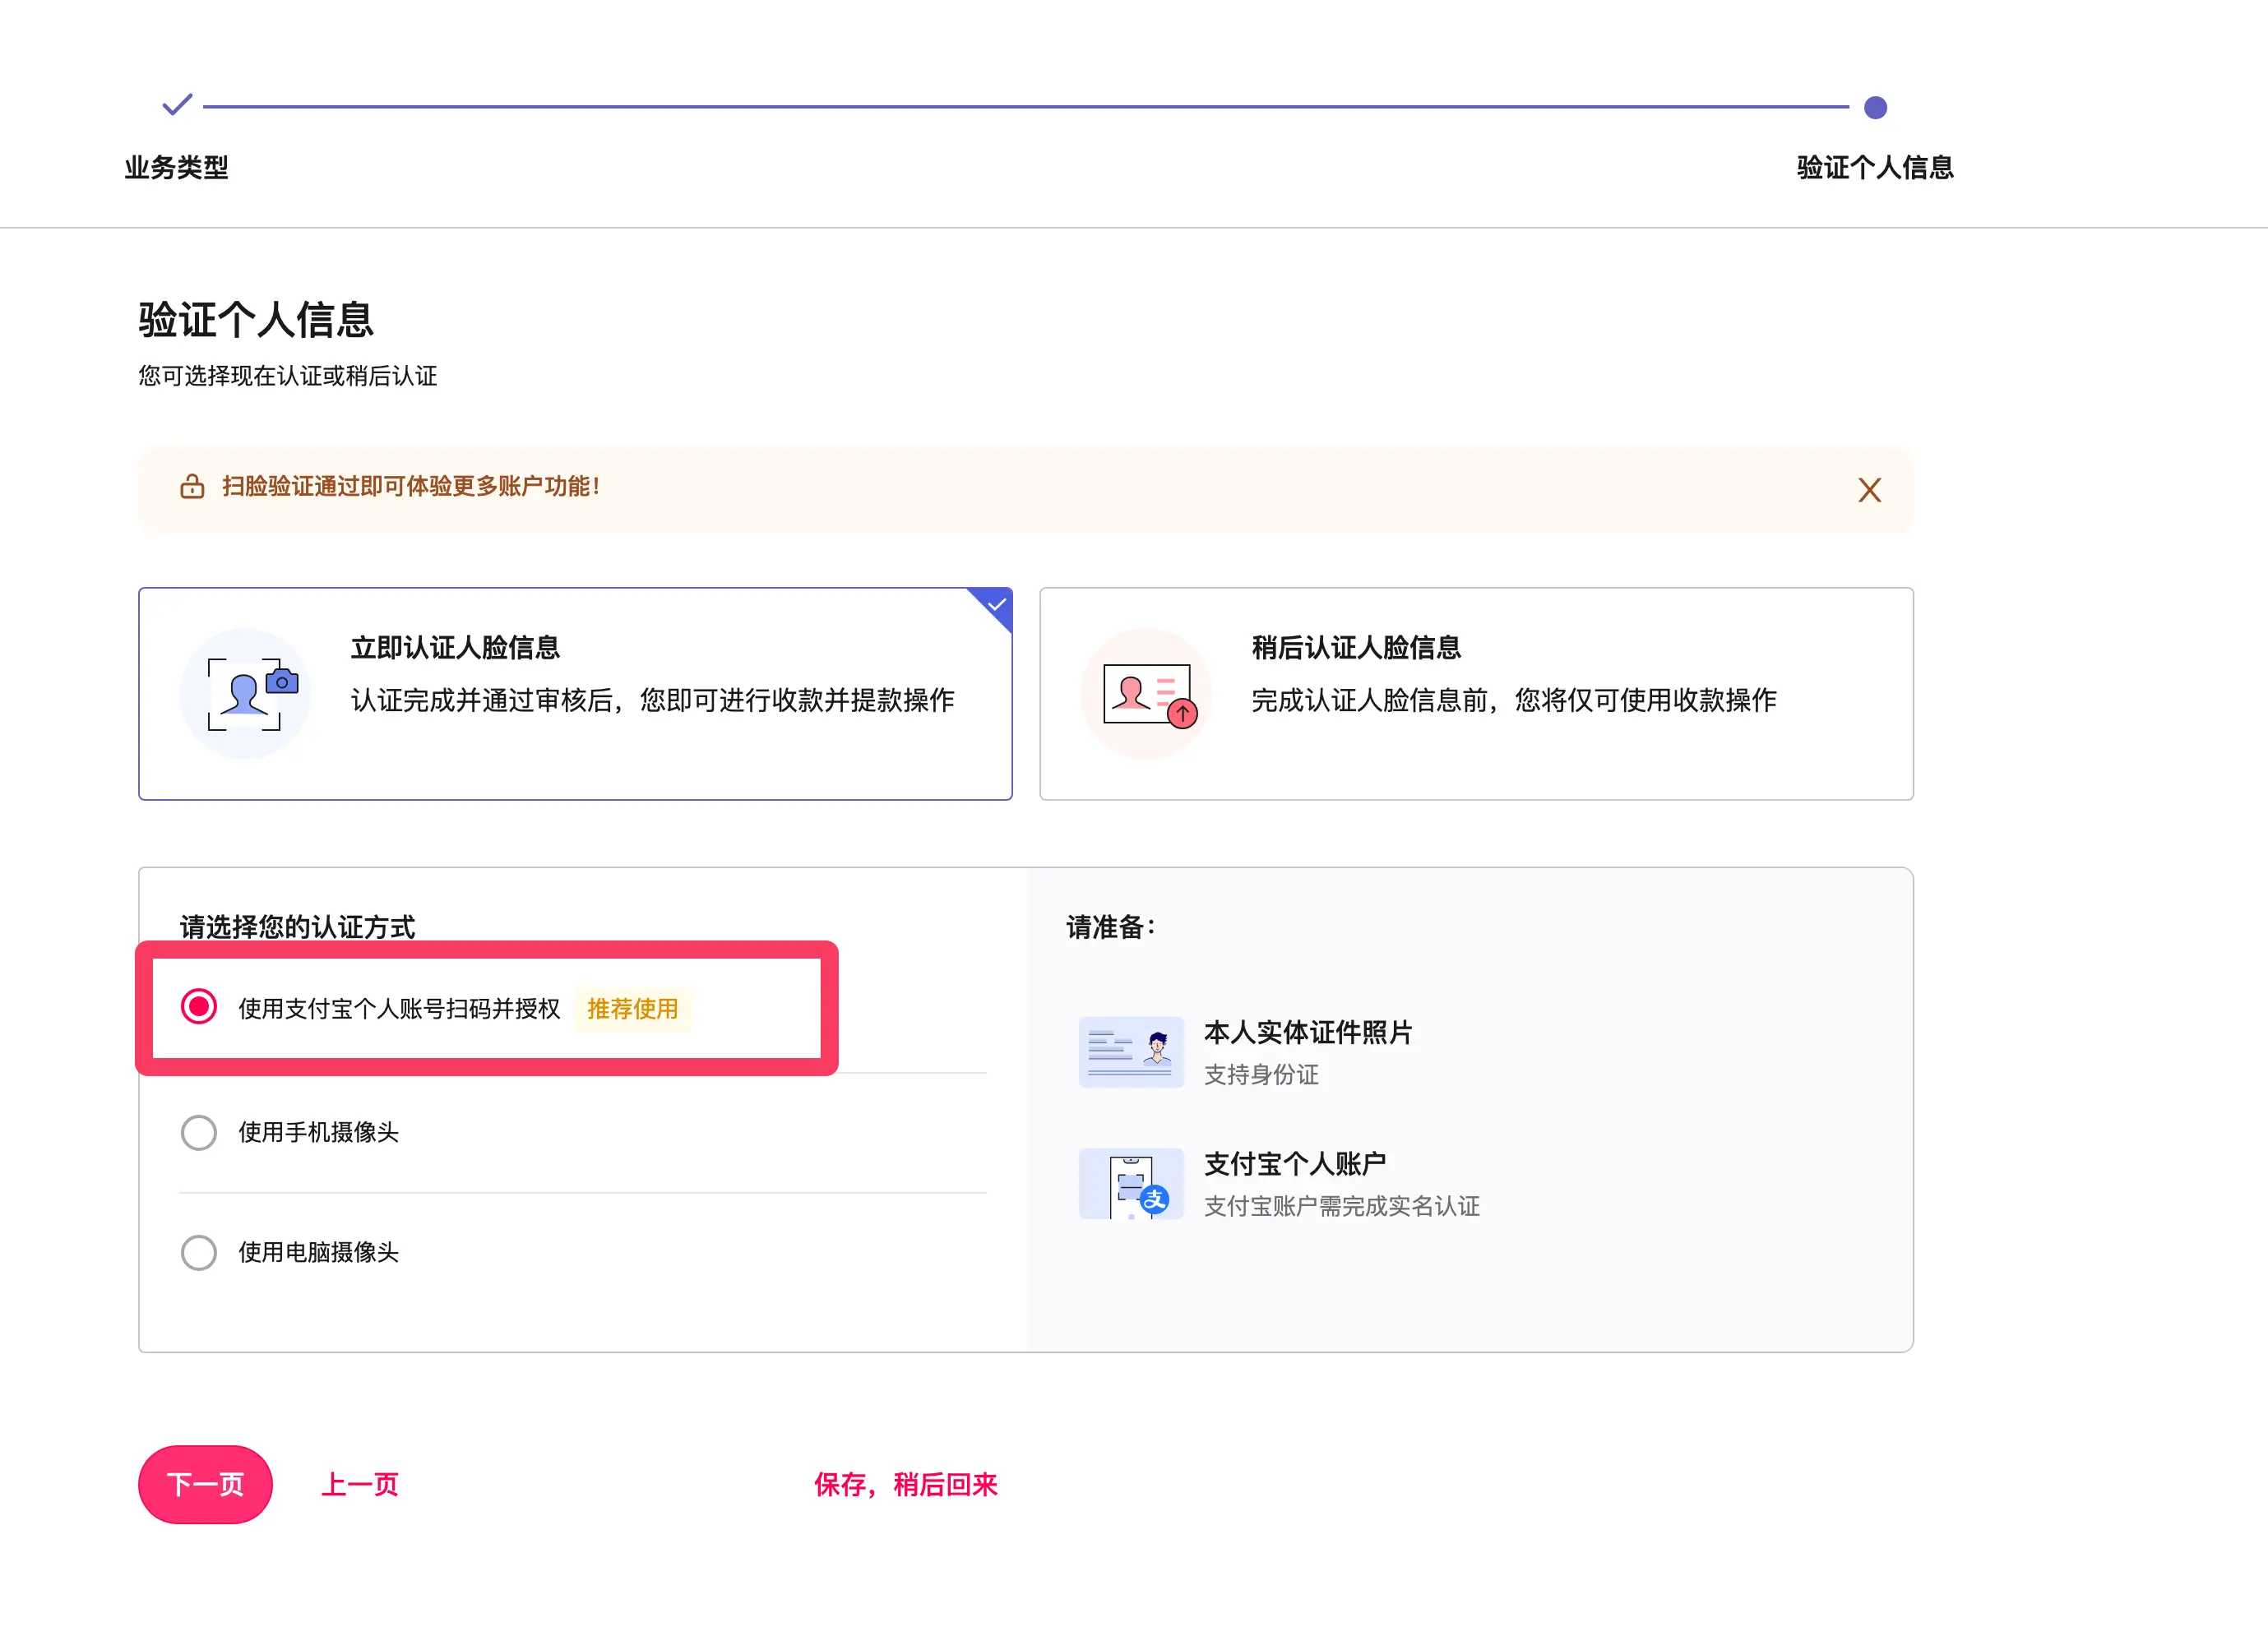 业务类型
验证个人信息
验证个人信息
您可选择现在认证或稍后认证
扫脸验证通过即可体验更多账户功能！
立即认证人脸信息
认证完成并通过审核后，您即可进行收款并提款操作
稍后认证人脸信息
完成认证人脸信息前，您将仅可使用收款操作
请选择您的认证方式
使用支付宝个人账号扫码并授权 推荐使用
使用手机摄像头
使用电脑摄像头
请准备：
本人实体证件照片
支持身份证
支
支付宝个人账户
支付宝账户需完成实名认证
下一页
上一页
保存，稍后回来